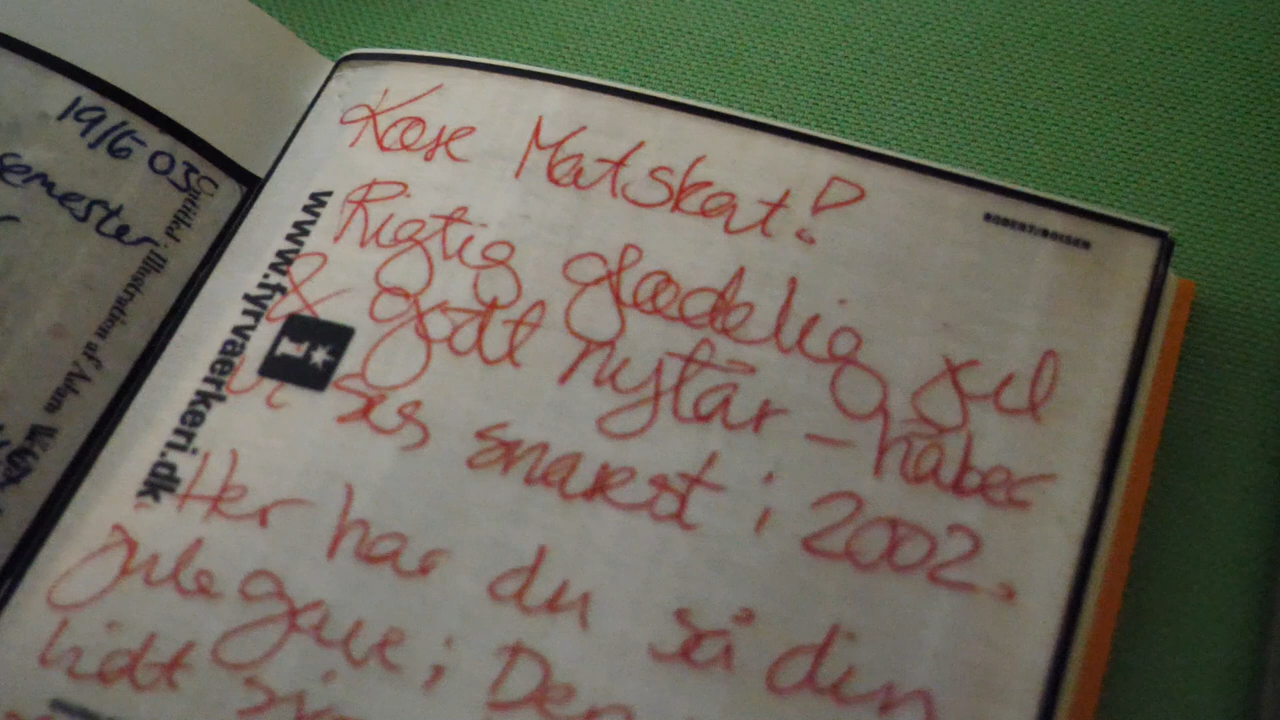 19/6 03
semester
Kære Matskat!
Rigtig glædelig jul
& godt nytår – håber
vi ses snarest i 2002.
Her har du så din
julegave; Den
lidt
www.fyrvaerkeri.dk
ROBERT/BOISEN
Illustration af Adam